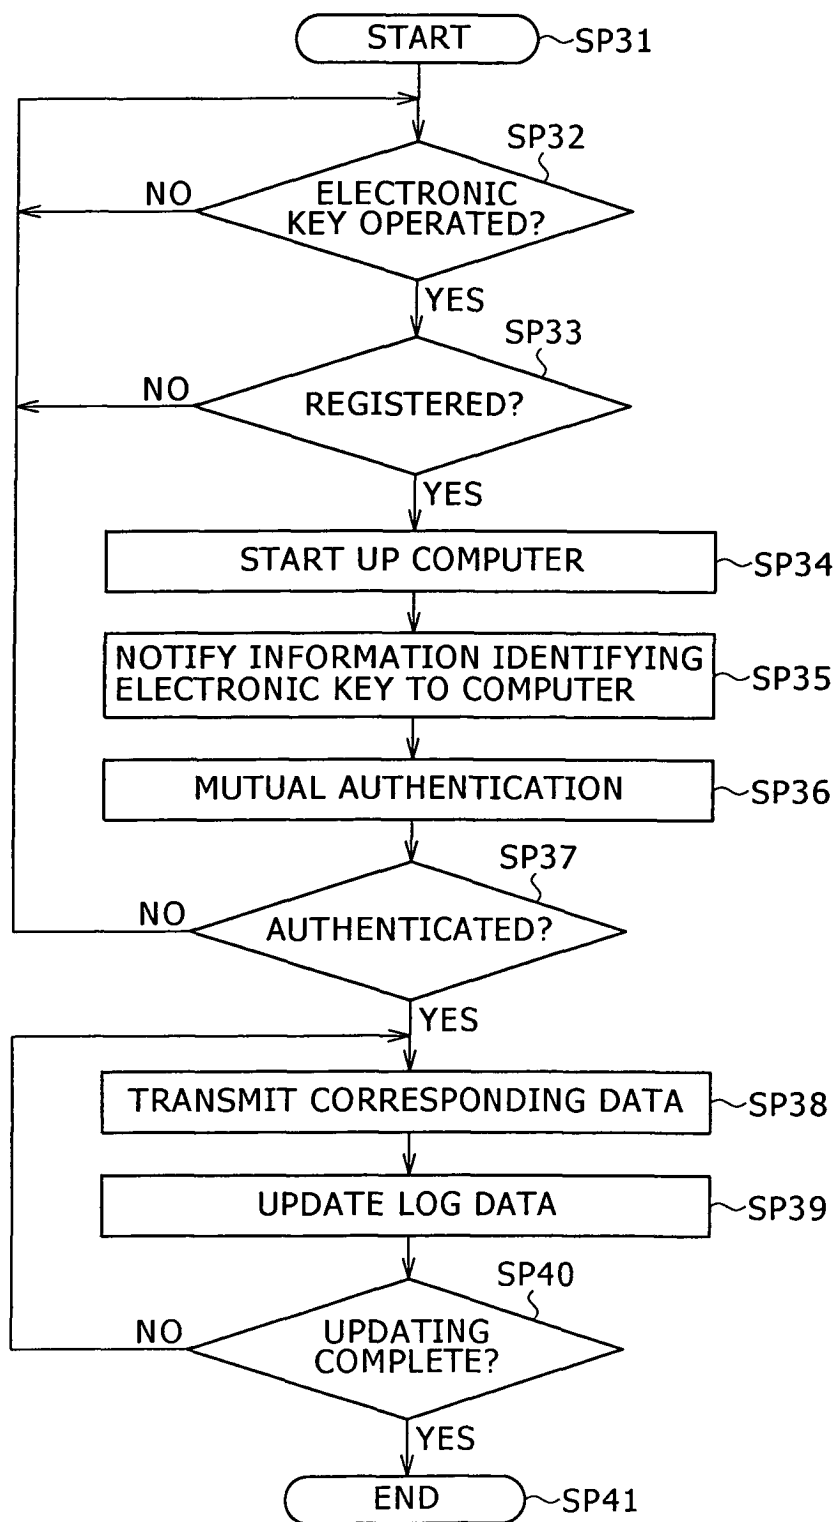 START
SP31
SP32
NO
ELECTRONIC
KEY OPERATED?
YES
SP33
NO
REGISTERED?
YES
START UP COMPUTER
SP34
NOTIFY INFORMATION IDENTIFYING
ELECTRONIC KEY TO COMPUTER
SP35
MUTUAL AUTHENTICATION
SP36
SP37
NO
AUTHENTICATED?
YES
TRANSMIT CORRESPONDING DATA
SP38
UPDATE LOG DATA
SP39
SP40
NO
UPDATING
COMPLETE?
YES
END
SP41